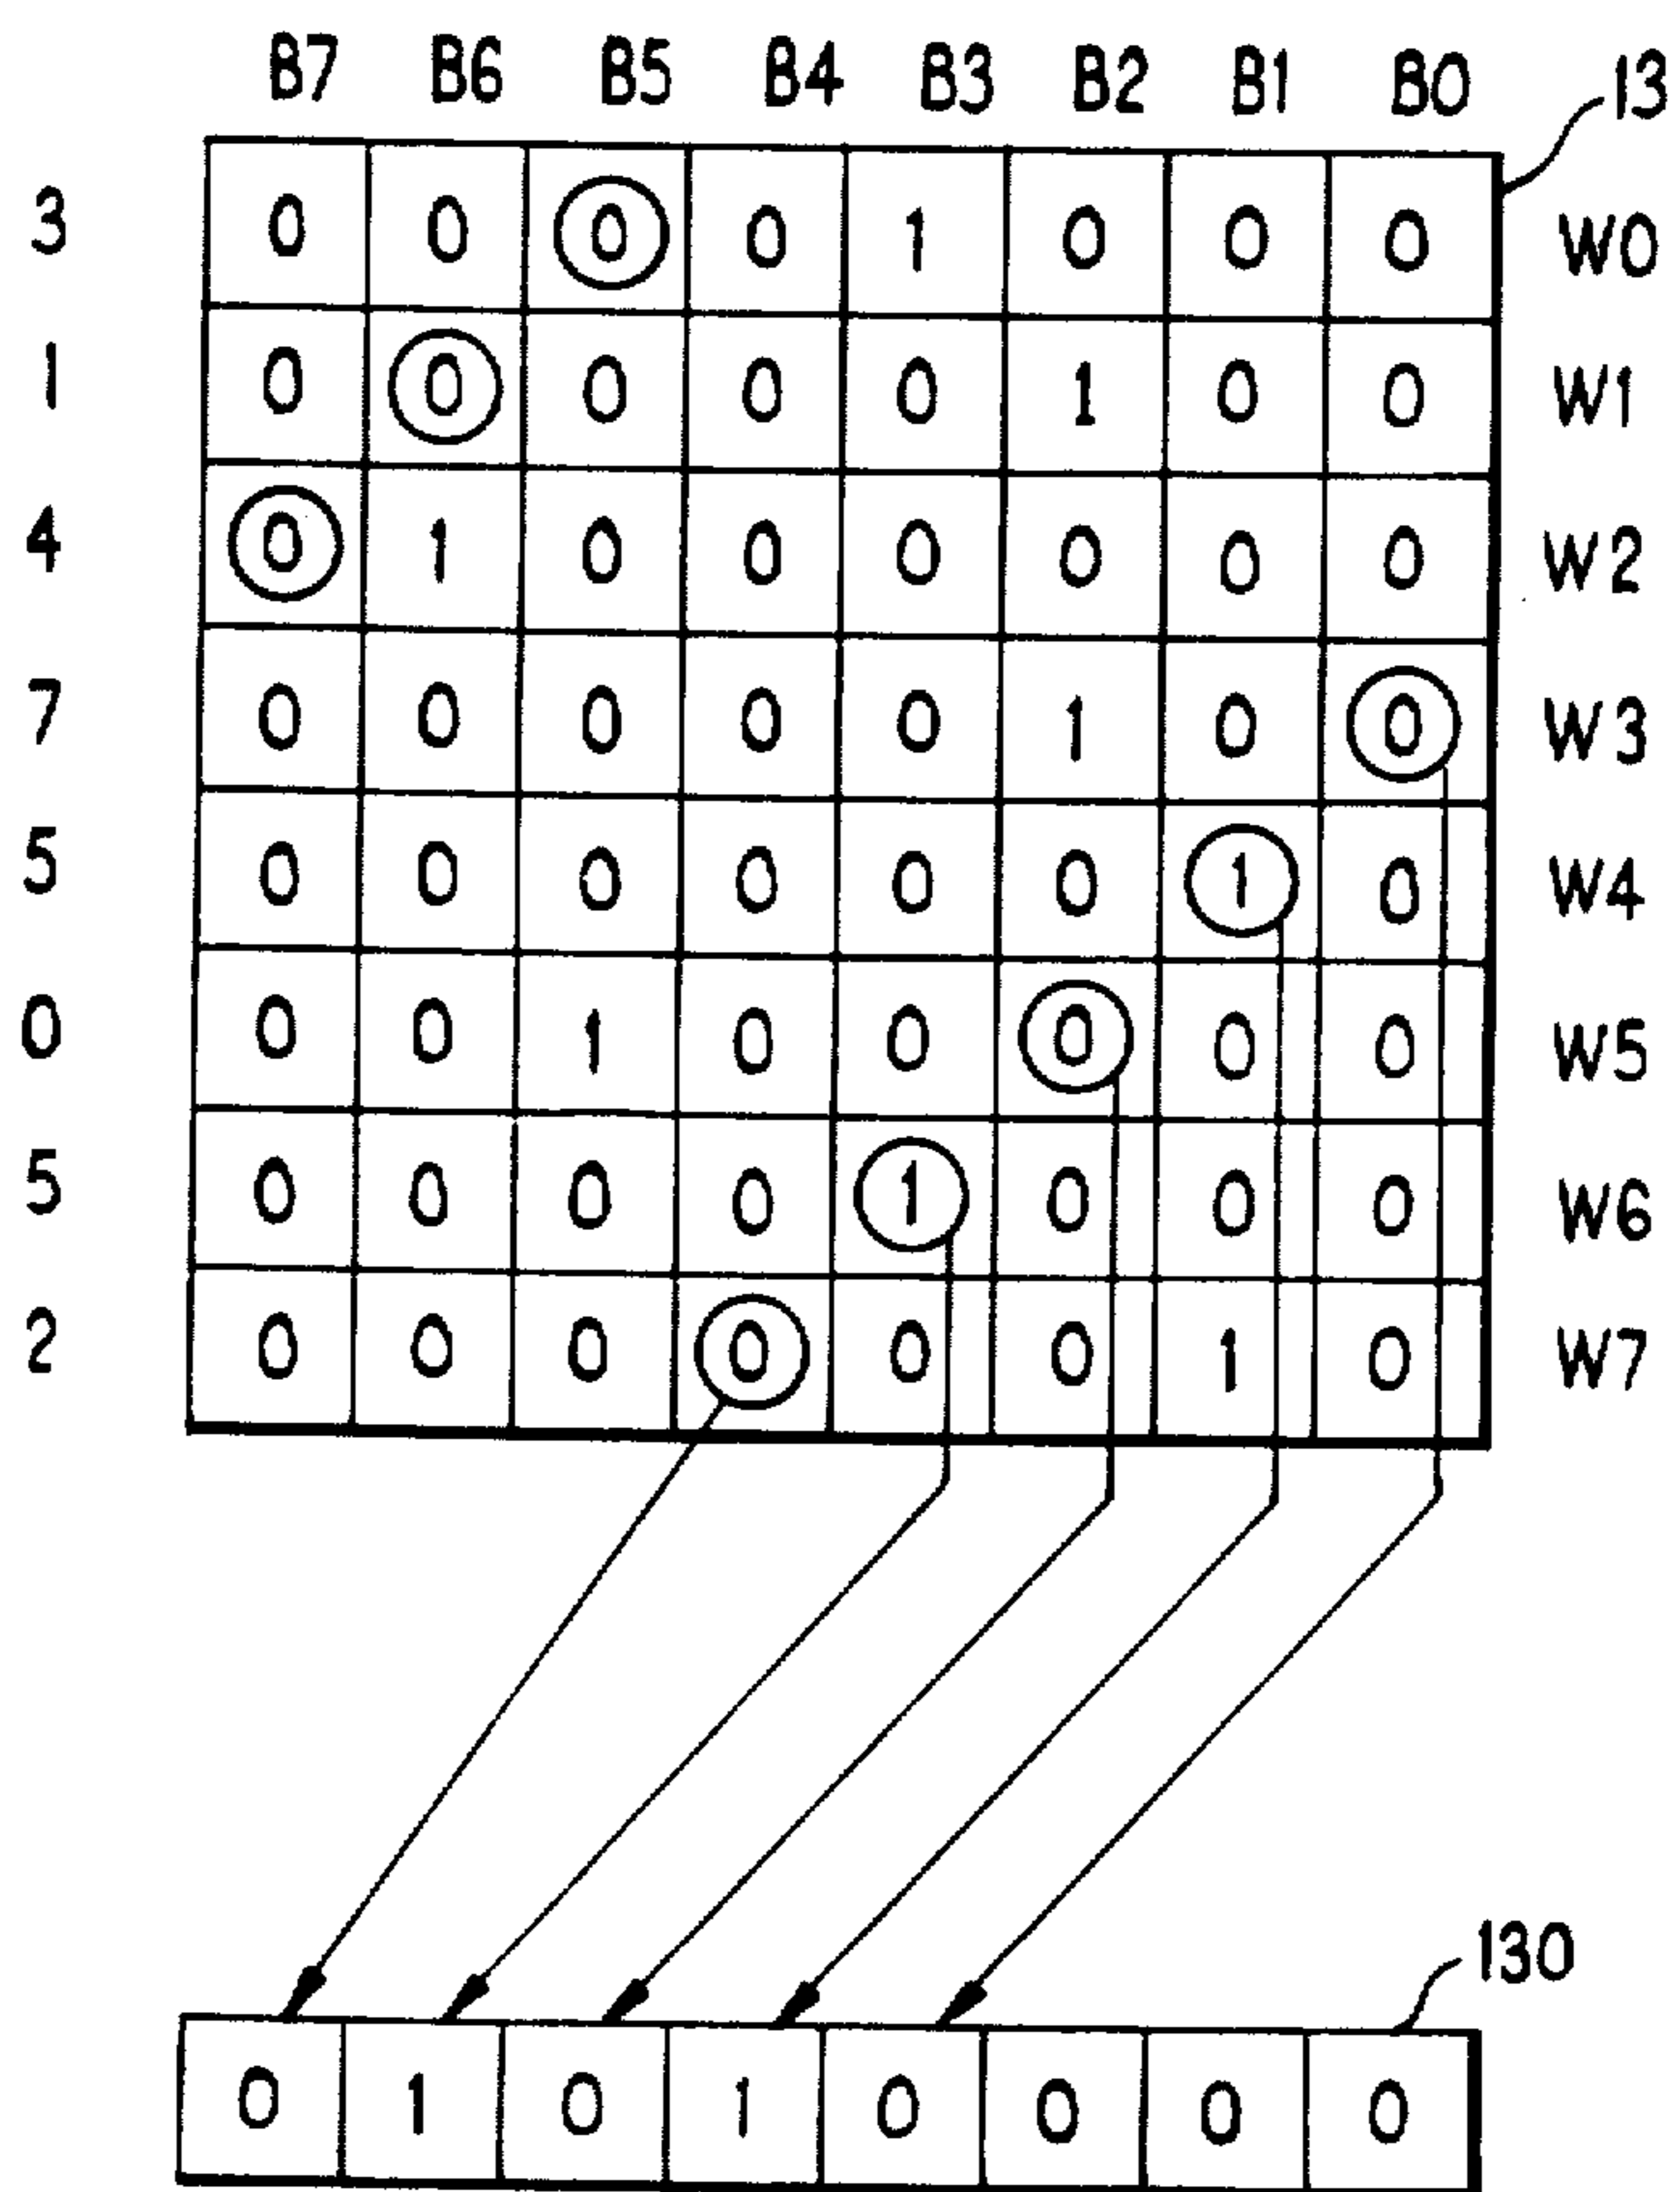 B7 B6 B5 B4 B3 B2 B1 B0 13
3 0 0 0 0 1 0 0 0 W0
1 0 0 0 0 0 1 0 0 W1
4 0 1 0 0 0 0 0 0 W2
7 0 0 0 0 0 1 0 0 W3
5 0 0 0 0 0 0 1 0 W4
0 0 0 1 0 0 0 0 0 W5
5 0 0 0 0 1 0 0 0 W6
2 0 0 0 0 0 0 1 0 W7
130
0 1 0 1 0 0 0 0